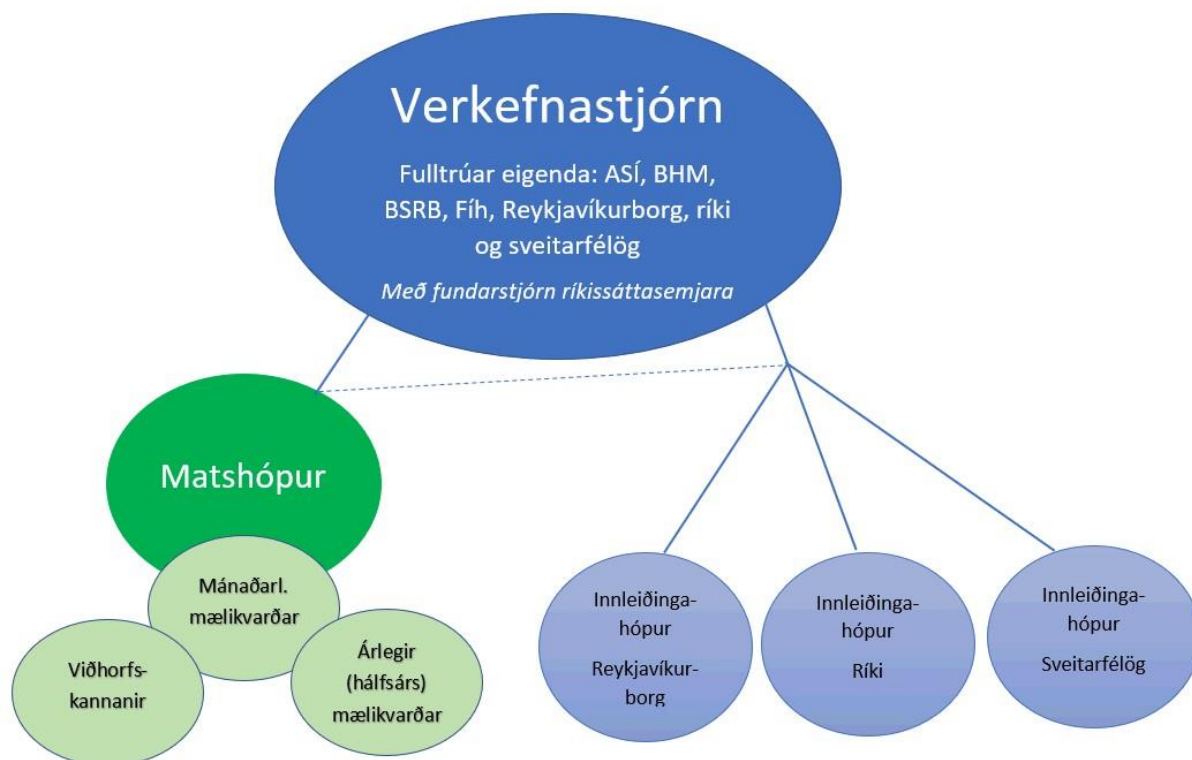 Verkefnastjórn
Fulltrúar eigenda: ASÍ, BHM,
BSRB, Fíh, Reykjavíkurborg, ríki
og sveitarfélög
Með fundarstjórn ríkissáttasemjara
Matshópur
Mánaðarl.
mælikvarðar
Viðhorfs-
kannanir
Árlegir
(hálfsárs)
mælikvarðar
Innleiðinga-
hópur
Reykjavíkur-
borg
Innleiðinga-
hópur
Ríki
Innleiðinga-
hópur
Sveitarfélög